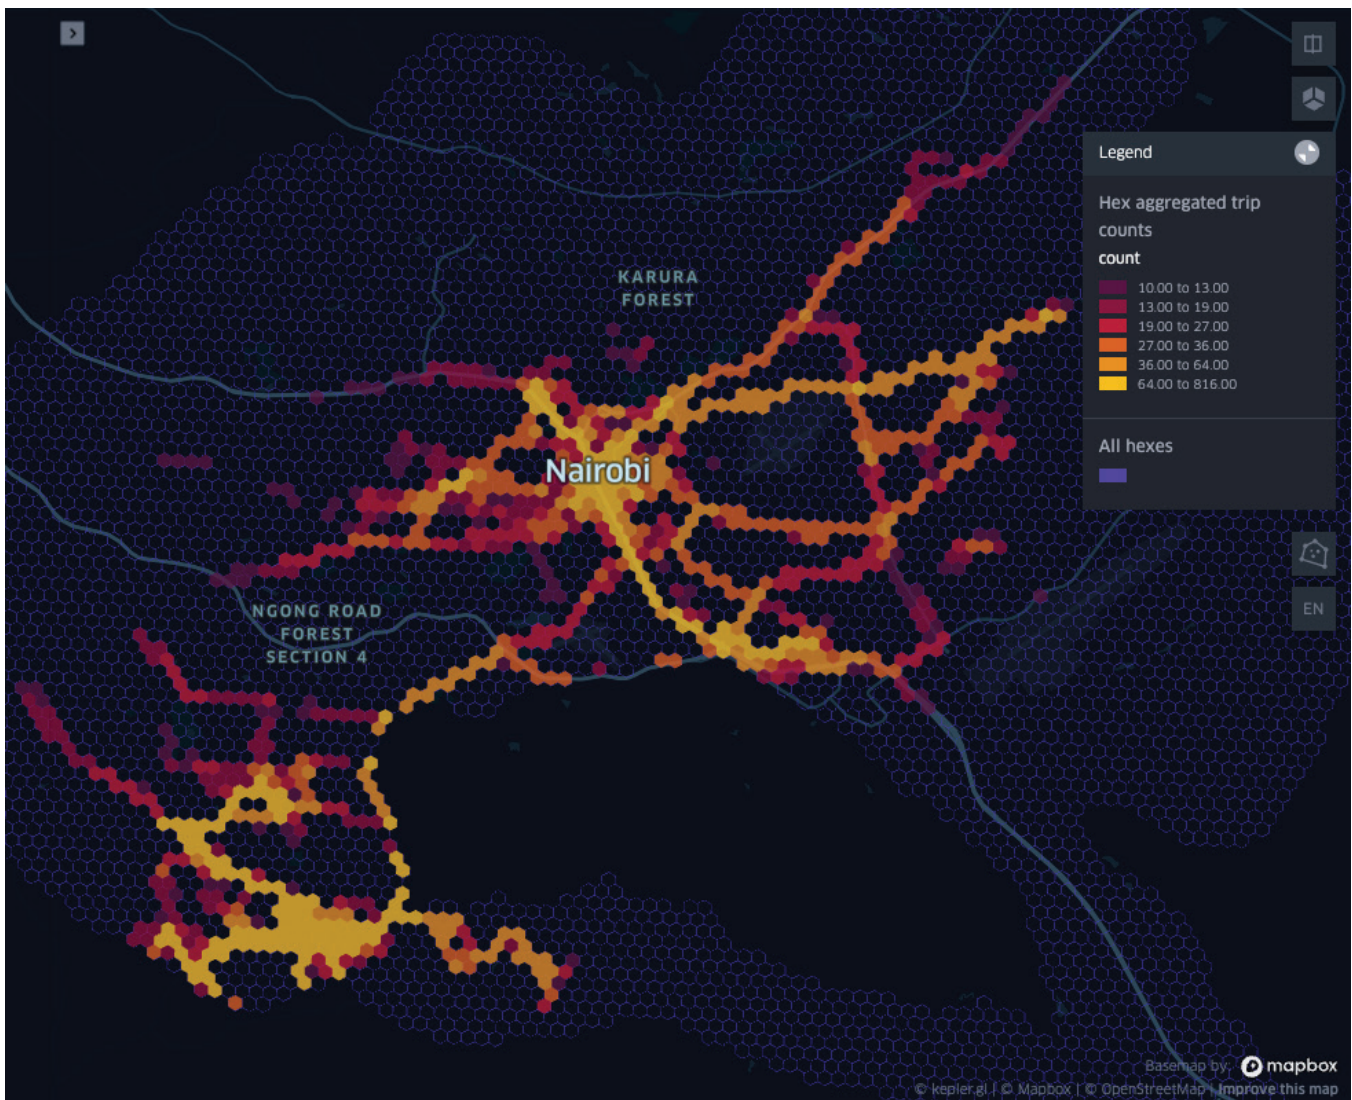 Legend
Hex aggregated trip
counts
count
10.00 to 13.00
13.00 to 19.00
19.00 to 27.00
27.00 to 36.00
36.00 to 64.00
64.00 to 816.00
All hexes
EN
KARURA
FOREST
Nairobi
NGONG ROAD
FOREST
SECTION 4
Basemap by: mapbox
© kepler.gl | © Mapbox | © OpenStreetMap | Improve this map